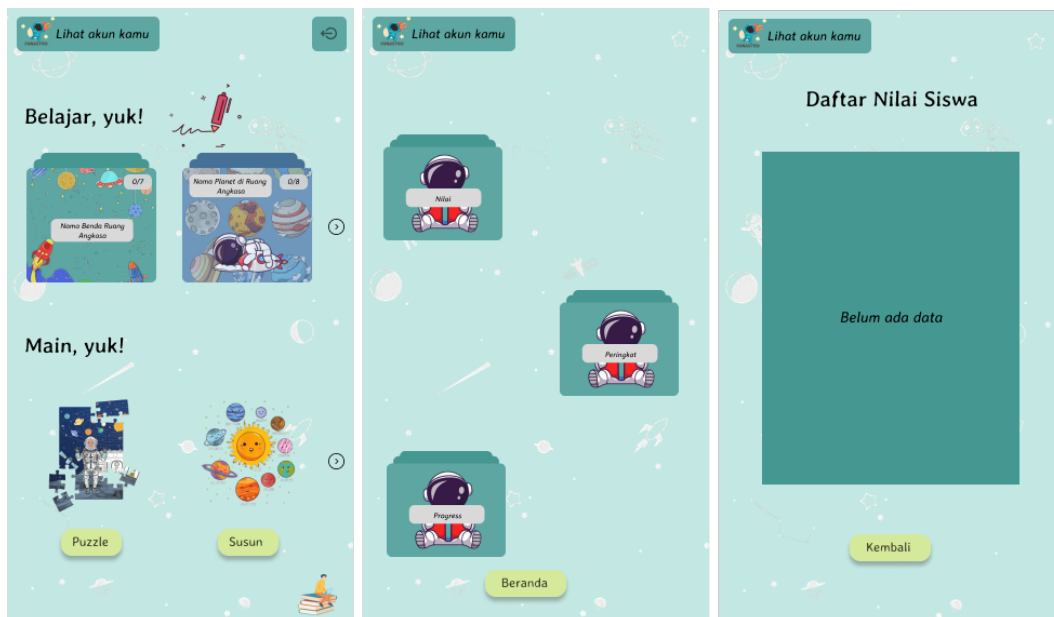 Lihat akun kamu
Belajar, yuk!
0/7
Nama Benda Ruang
Angkasa
Nama Planet di Ruang
Angkasa
0/8
Main, yuk!
Puzzle
Susun
Lihat akun kamu
Nilai
Peringkat
Progress
Beranda
Lihat akun kamu
Daftar Nilai Siswa
Belum ada data
Kembali